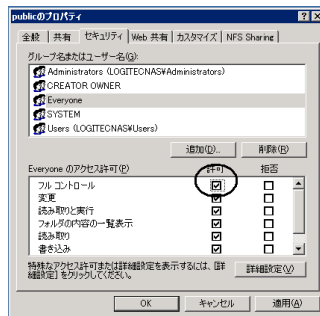 publicのプロパティ
全般 共有 セキュリティ Web 共有 カスタマイズ NFS Sharing
グループ名またはユーザー名(G):
Administrators (LOGITECNAS¥Administrators)
CREATOR OWNER
Everyone
SYSTEM
Users (LOGITECNAS¥Users)
追加(D)... 削除(R)
Everyone のアクセス許可(P) 許可 拒否
フル コントロール
変更
読み取りと実行
フォルダの内容の一覧表示
読み取り
書き込み
特殊なアクセス許可または詳細設定を表示するには、[詳
細設定] をクリックしてください。 詳細設定(V)
OK キャンセル 適用(A)